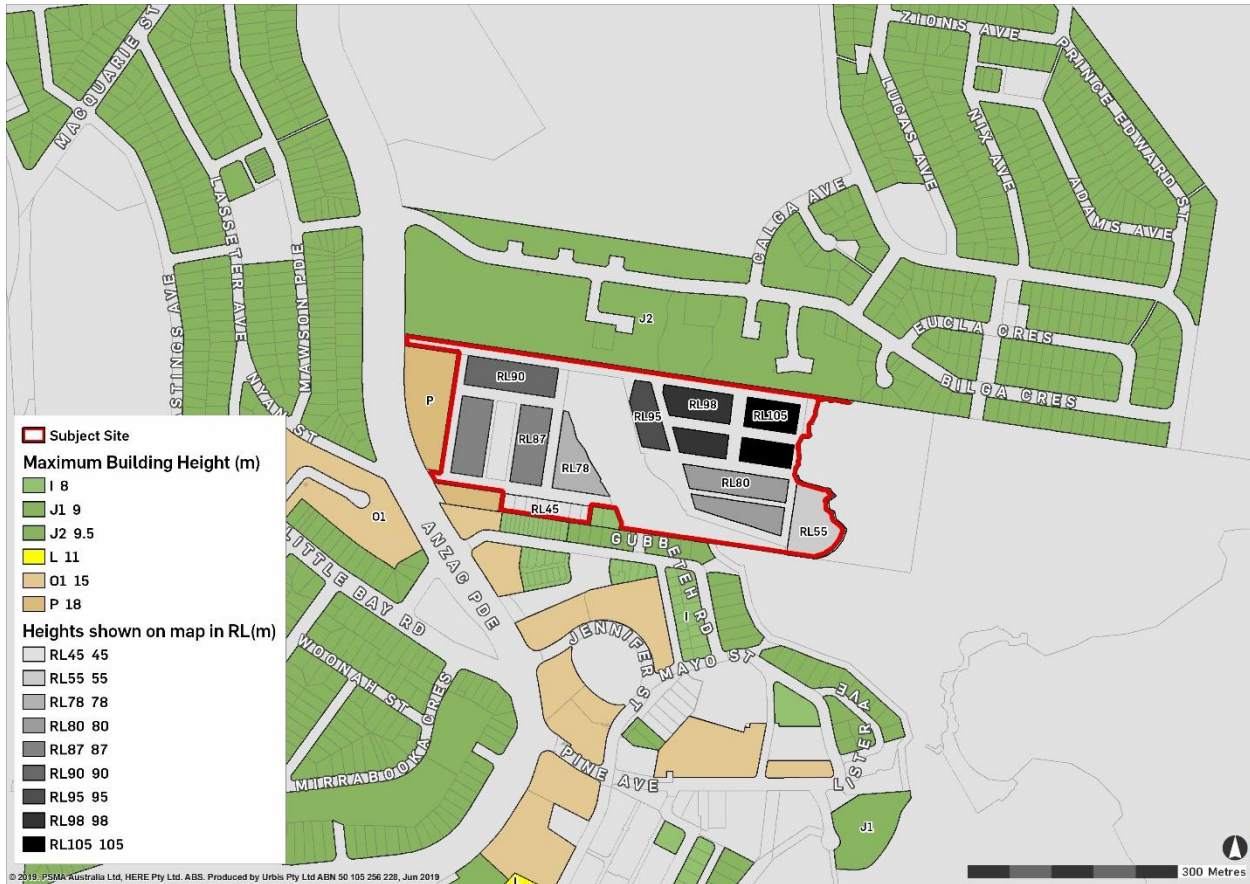 ZIONS AVE
PRINCE EDWARD ST
MACQUARIE ST
LUCAS AVE
NIX AVE
ADAMS AVE
LASSETER AVE
MAWSON PDE
CALGA AVE
HASTINGS AVE
NYAN ST
J2
EUCLA CRES
BILGA CRES
P
RL90
RL95
RL98
RL105
RL87
RL78
RL80
RL45
RL55
O1
ANZAC PDE
GUBBETEH RD
LITTLE BAY RD
I
JENNIFER ST
MAYO ST
WOONAH ST
MIRRABOOKA CRES
LISTER AVE
PINE AVE
J1
L
Subject Site
Maximum Building Height (m)
I 8
J1 9
J2 9.5
L 11
O1 15
P 18
Heights shown on map in RL(m)
RL45 45
RL55 55
RL78 78
RL80 80
RL87 87
RL90 90
RL95 95
RL98 98
RL105 105
300 Metres
© 2019. PSMA Australia Ltd, HERE Pty Ltd. ABS. Produced by Urbis Pty Ltd ABN 50 105 256 228, Jun 2019